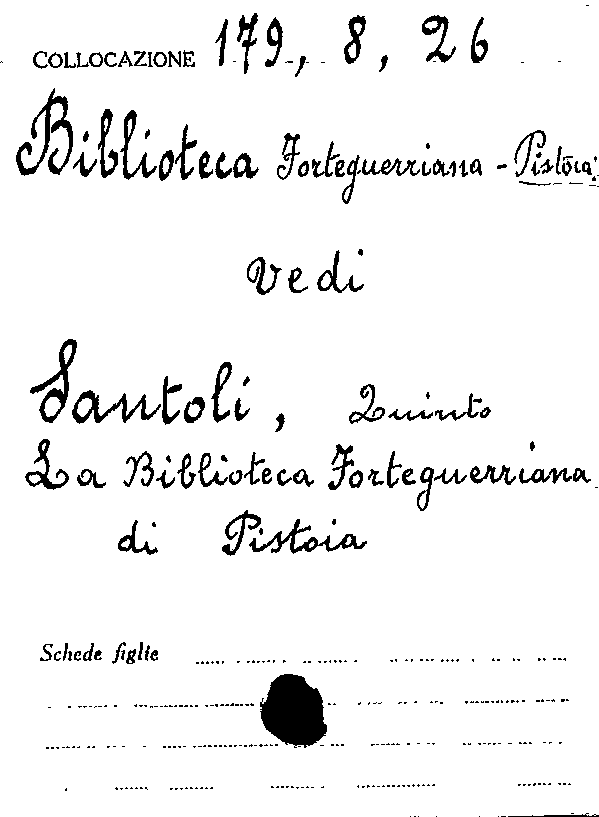 COLLOCAZIONE 179, 8, 26
Biblioteca Forteguerriana - Pistoia
Vedi
Santoli, Quinto
La Biblioteca Forteguerriana
di Pistoia
Schede figlie